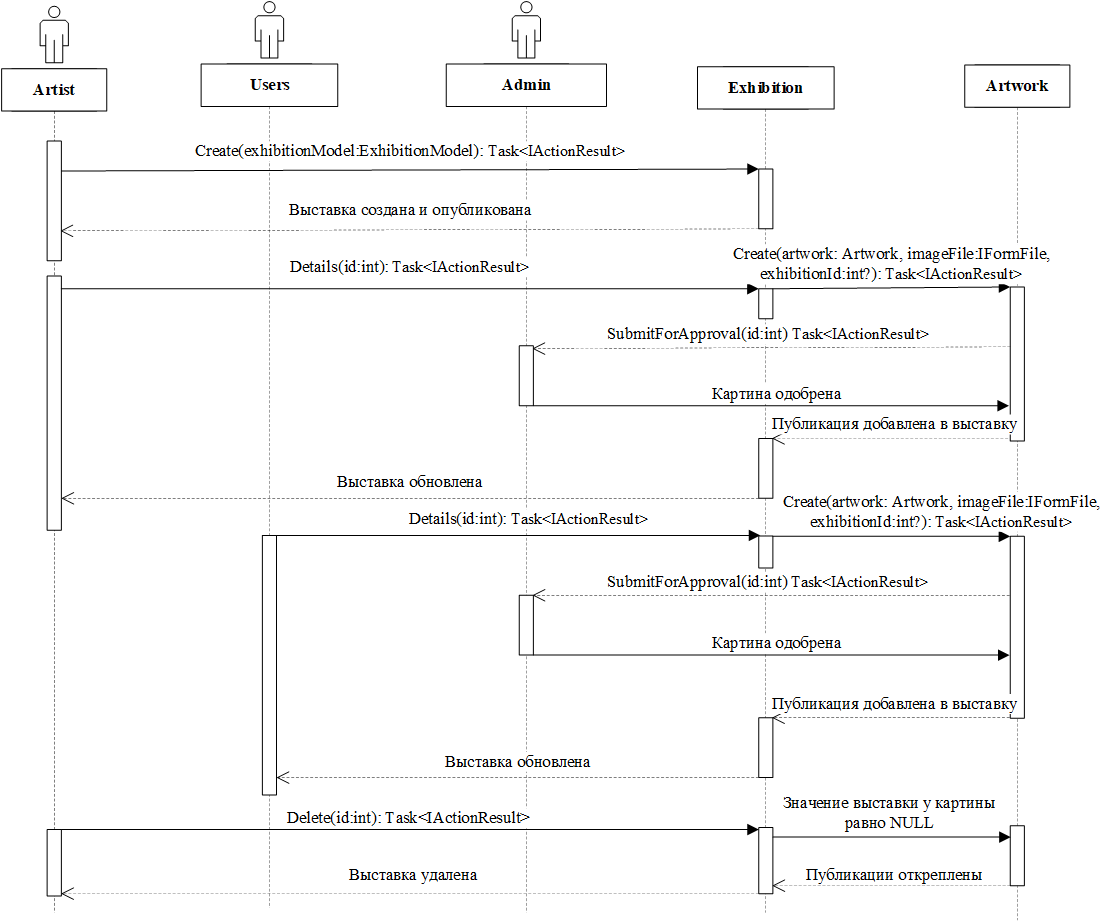 Artist
Users
Admin
Exhibition
Artwork
Create(exhibitionModel:ExhibitionModel): Task<IActionResult>
Выставка создана и опубликована
Details(id:int): Task<IActionResult>
Create(artwork: Artwork, imageFile:IFormFile,
exhibitionId:int?): Task<IActionResult>
SubmitForApproval(id:int) Task<IActionResult>
Картина одобрена
Публикация добавлена в выставку
Выставка обновлена
Create(artwork: Artwork, imageFile:IFormFile,
exhibitionId:int?): Task<IActionResult>
Details(id:int): Task<IActionResult>
SubmitForApproval(id:int) Task<IActionResult>
Картина одобрена
Публикация добавлена в выставку
Выставка обновлена
Значение выставки у картины
равно NULL
Delete(id:int): Task<IActionResult>
Выставка удалена
Публикации откреплены